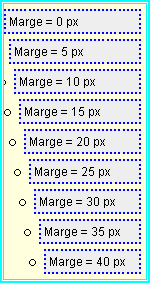 Marge = 0 px
Marge = 5 px
Marge = 10 px
Marge = 15 px
Marge = 20 px
Marge = 25 px
Marge = 30 px
Marge = 35 px
Marge = 40 px